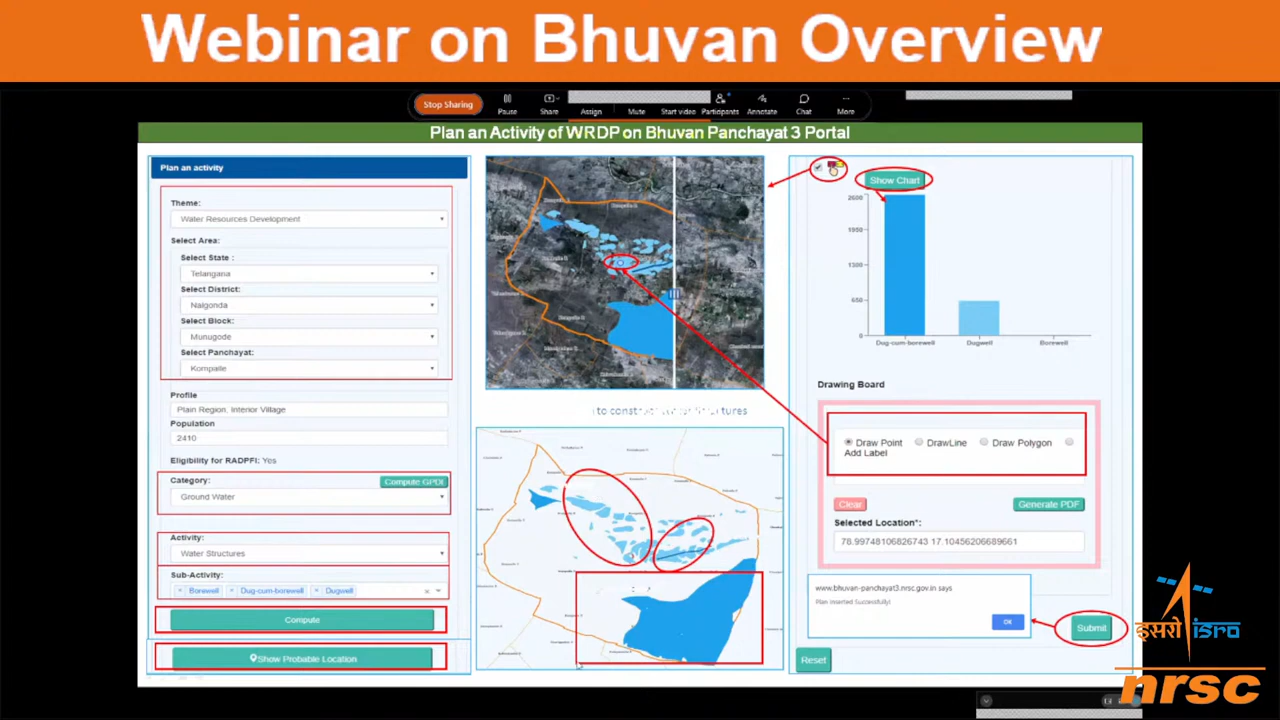 Webinar on Bhuvan Overview
Stop Sharing
Pause
Share
Assign
Mute
Start video
Participants
Annotate
Chat
More
Plan an Activity of WRDP on Bhuvan Panchayat 3 Portal
Plan an activity
Theme:
Water Resources Development
Select Area:
Select State :
Telangana
Select District:
Nalgonda
Select Block:
Munugode
Select Panchayat:
Kompalle
Profile
Plain Region, Interior Village
Population
2410
Eligibility for RADPFI: Yes
Category:
Compute GPDI
Ground Water
Activity:
Water Structures
Sub-Activity:
× Borewell × Dug-cum-borewell × Dugwell
Compute
Show Probable Location
Show Chart
2600
1950
1300
650
0
Dug-cum-borewell
Dugwell
Borewell
Drawing Board
Draw Point
DrawLine
Draw Polygon
Add Label
Clear
Generate PDF
Selected Location*:
78.99748106826743 17.10456206689661
www.bhuvan-panchayat3.nrsc.gov.in says
Plan Inserted Successfully!
OK
Submit
Reset
इसरो isro
nrsc